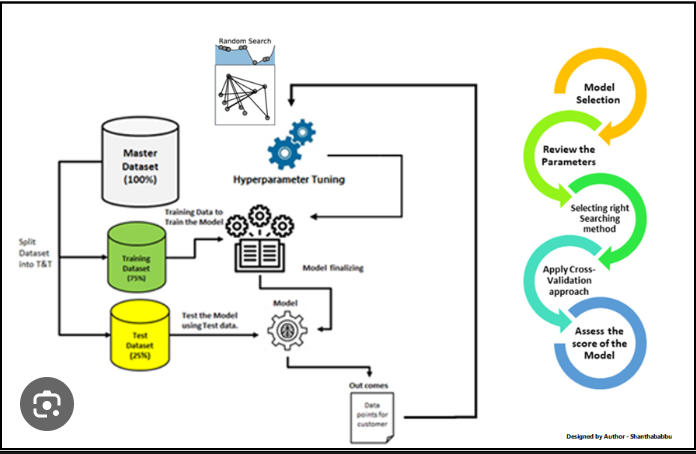 Random Search
Master
Dataset
(100%)
Hyperparameter Tuning
Training Data to
Train the Model
Split
Dataset
into T&T
Training
Dataset
(75%)
Model finalizing
Test the Model
using Test data.
Model
Test
Dataset
(25%)
Out comes
Data
points for
customer
Model
Selection
Review the
Parameters
Selecting right
Searching
method
Apply Cross-
Validation
approach
Assess the
score of the
Model
Designed by Author - Shanthababbu